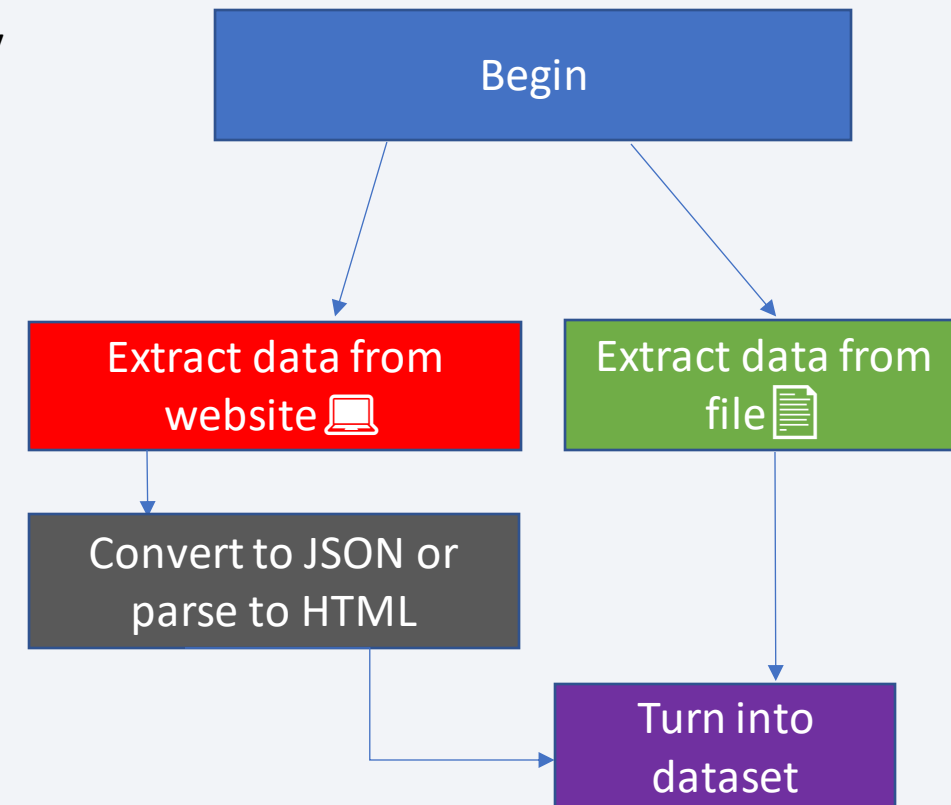 Begin
Extract data from
website
Extract data from
file
Convert to JSON or
parse to HTML
Turn into
dataset